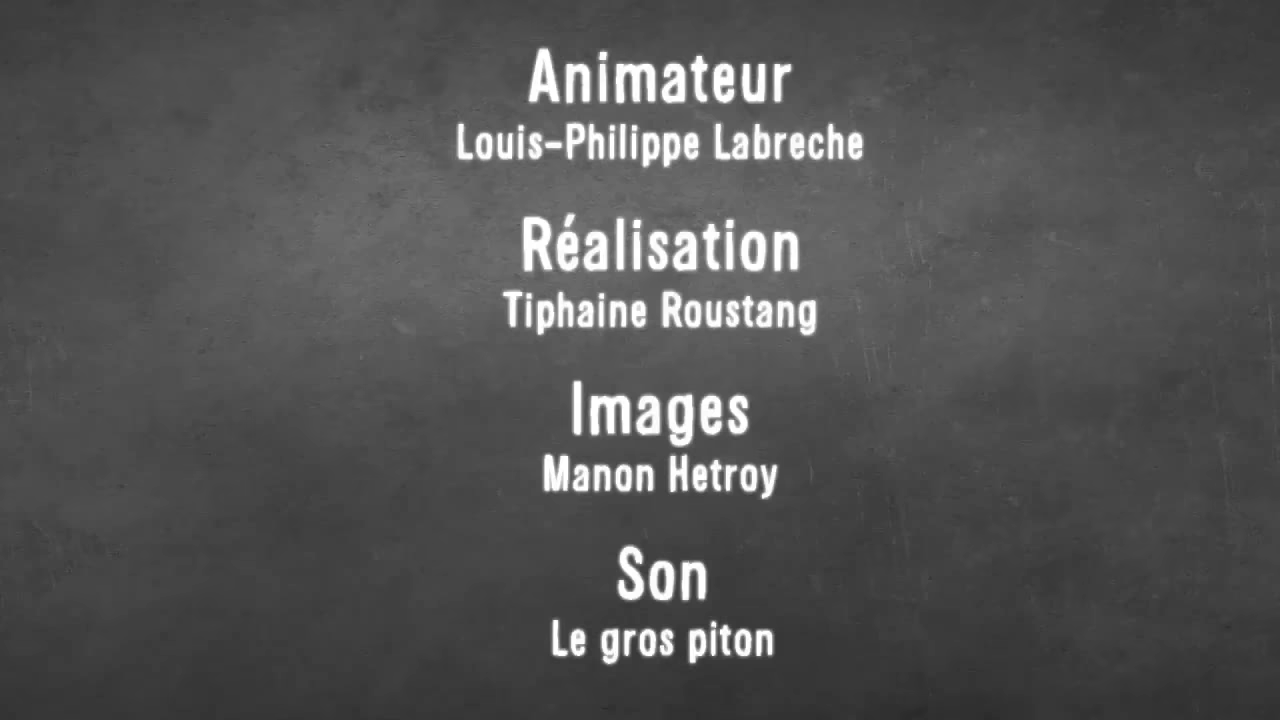 Animateur
Louis-Philippe Labreche
Réalisation
Tiphaine Roustang
Images
Manon Hetroy
Son
Le gros piton